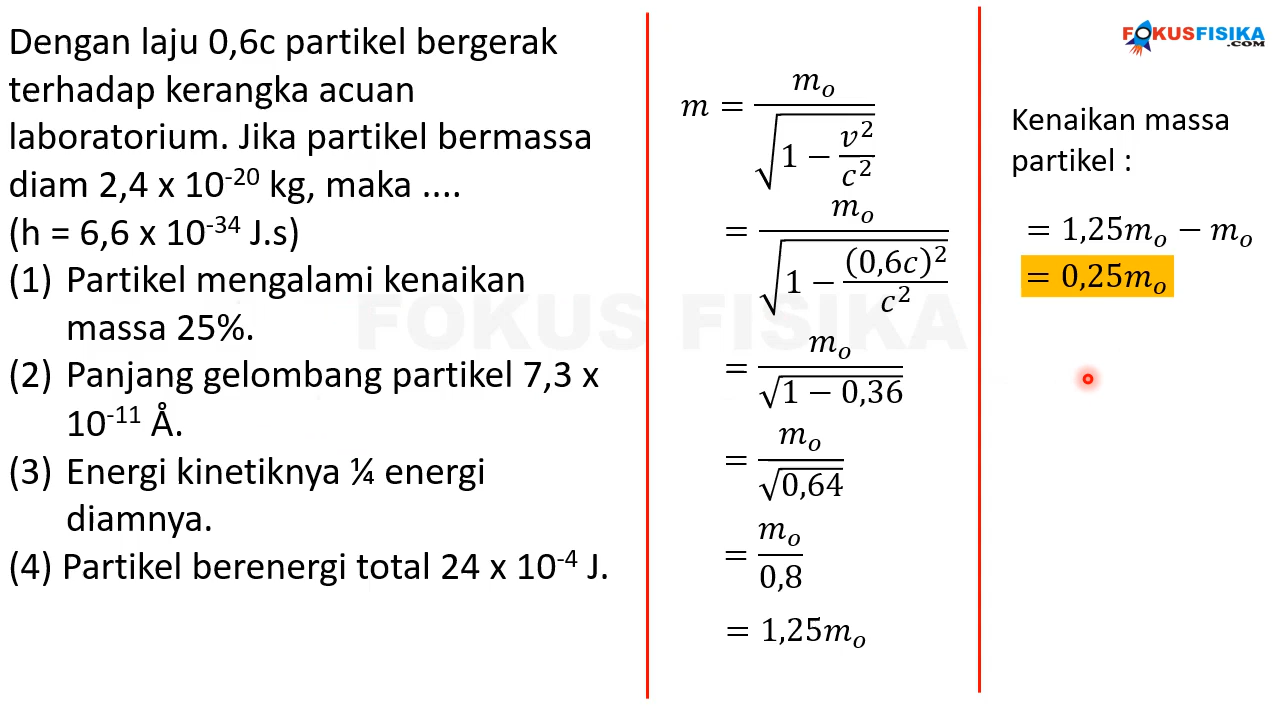 Dengan laju 0,6c partikel bergerak
terhadap kerangka acuan
laboratorium. Jika partikel bermassa
diam 2,4 x 10⁻²⁰ kg, maka ....
(h = 6,6 x 10⁻³⁴ J.s)
(1) Partikel mengalami kenaikan
massa 25%.
(2) Panjang gelombang partikel 7,3 x
10⁻¹¹ Å.
(3) Energi kinetiknya ¼ energi
diamnya.
(4) Partikel berenergi total 24 x 10⁻⁴ J.
m = mₒ / √(1 − v²/c²)
= mₒ / √(1 − (0,6c)²/c²)
= mₒ / √(1 − 0,36)
= mₒ / √(0,64)
= mₒ / 0,8
= 1,25mₒ
FOKUSFISIKA
.COM
Kenaikan massa
partikel :
= 1,25mₒ − mₒ
= 0,25mₒ
FOKUS FISIKA